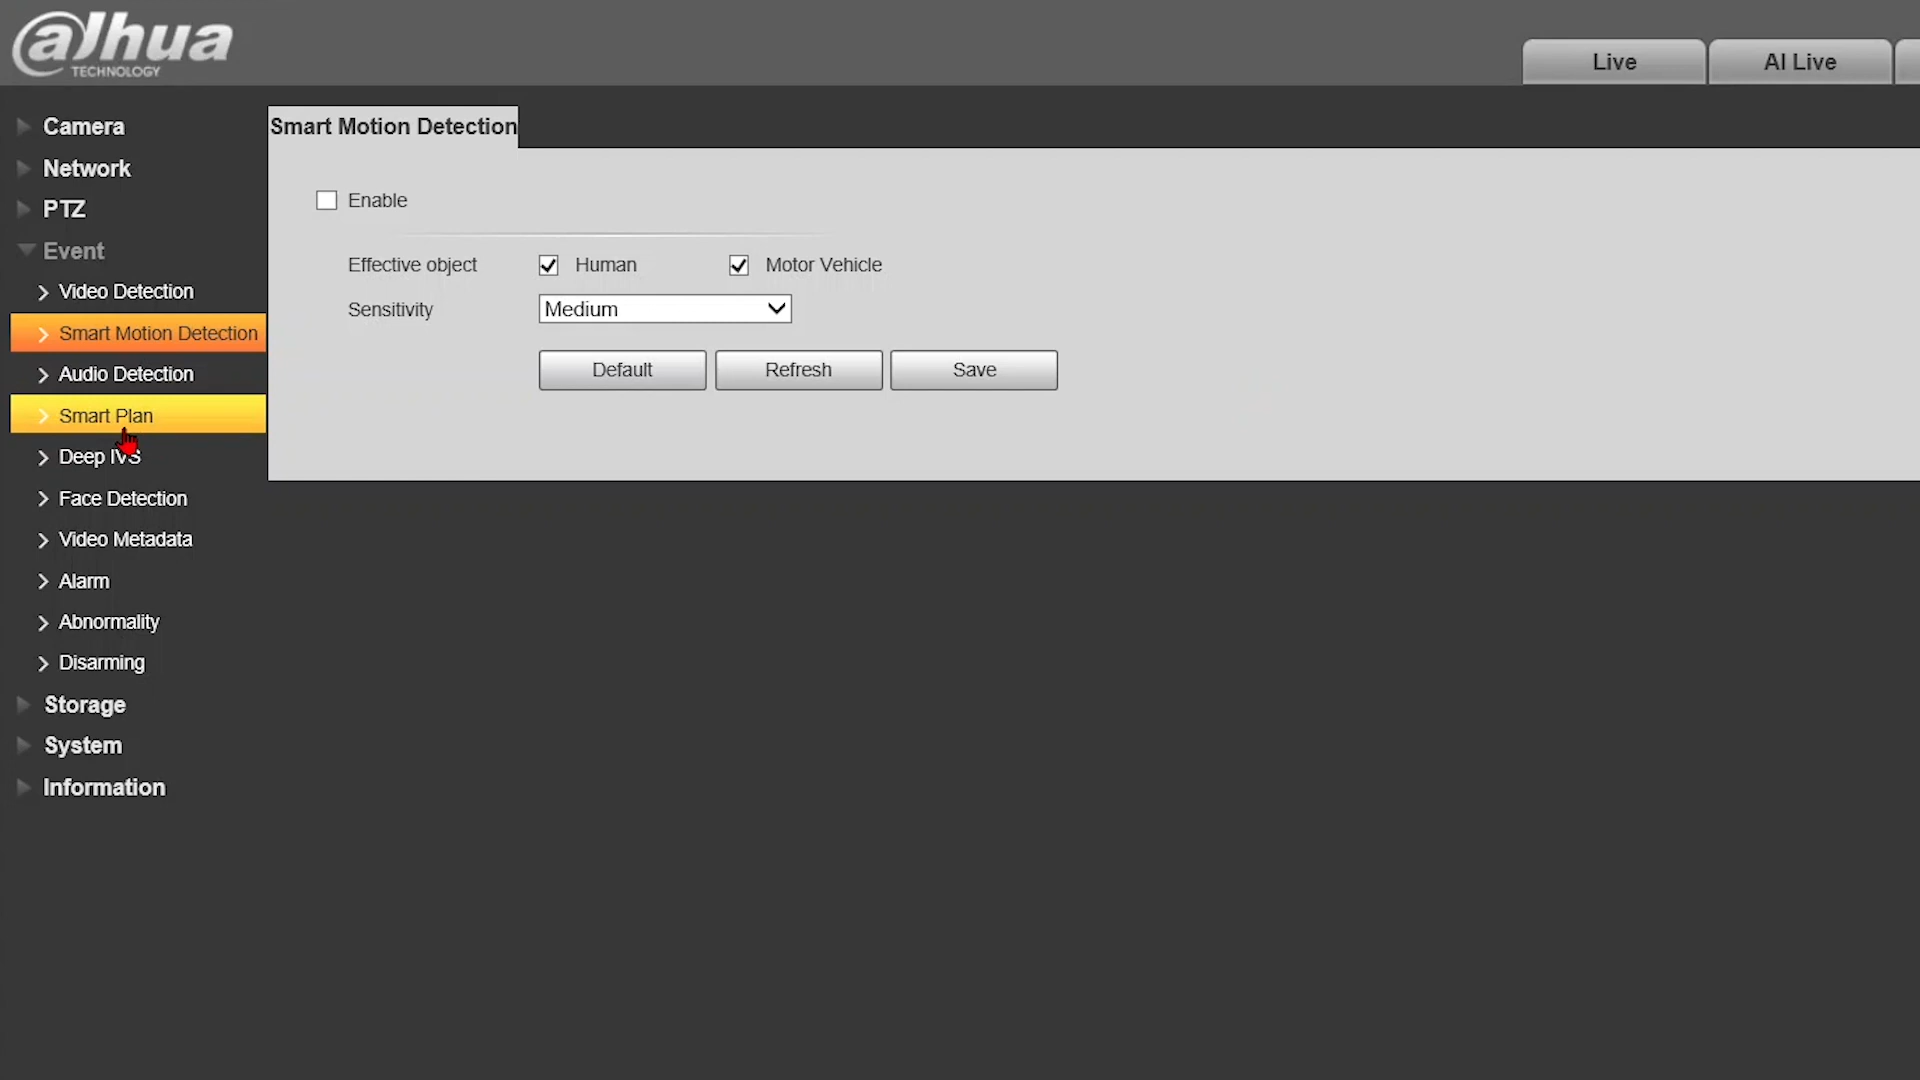 alhua
TECHNOLOGY
Live
AI Live
Camera
Network
PTZ
Event
Video Detection
Smart Motion Detection
Audio Detection
Smart Plan
Deep IVS
Face Detection
Video Metadata
Alarm
Abnormality
Disarming
Storage
System
Information
Smart Motion Detection
Enable
Effective object Human Motor Vehicle
Sensitivity Medium
Default Refresh Save